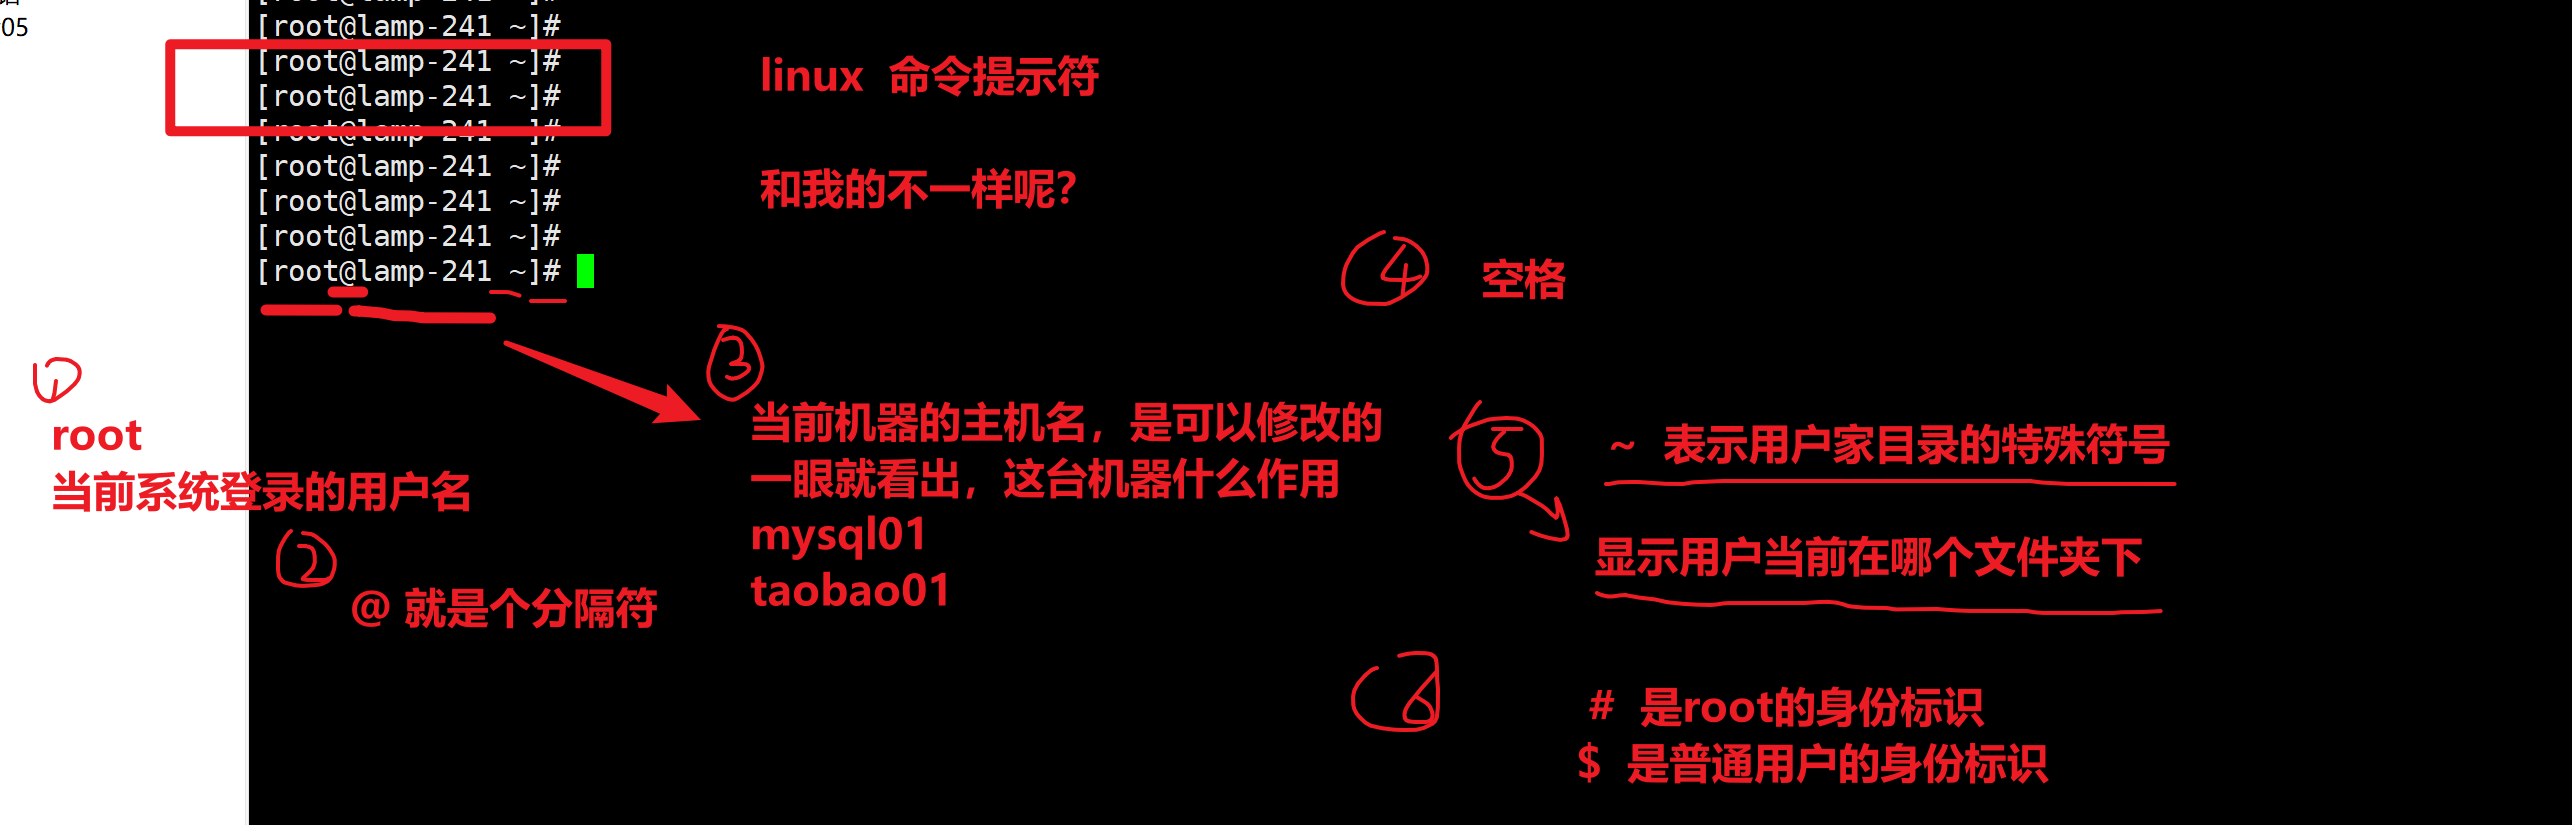 05
[root@lamp-241 ~]#
[root@lamp-241 ~]#
[root@lamp-241 ~]#
[root@lamp-241 ~]#
[root@lamp-241 ~]#
[root@lamp-241 ~]#
[root@lamp-241 ~]#
[root@lamp-241 ~]#
linux 命令提示符
和我的不一样呢？
1
root
当前系统登录的用户名
2
@ 就是个分隔符
3
当前机器的主机名，是可以修改的
一眼就看出，这台机器什么作用
mysql01
taobao01
4
空格
5
~ 表示用户家目录的特殊符号
显示用户当前在哪个文件夹下
6
# 是root的身份标识
$ 是普通用户的身份标识